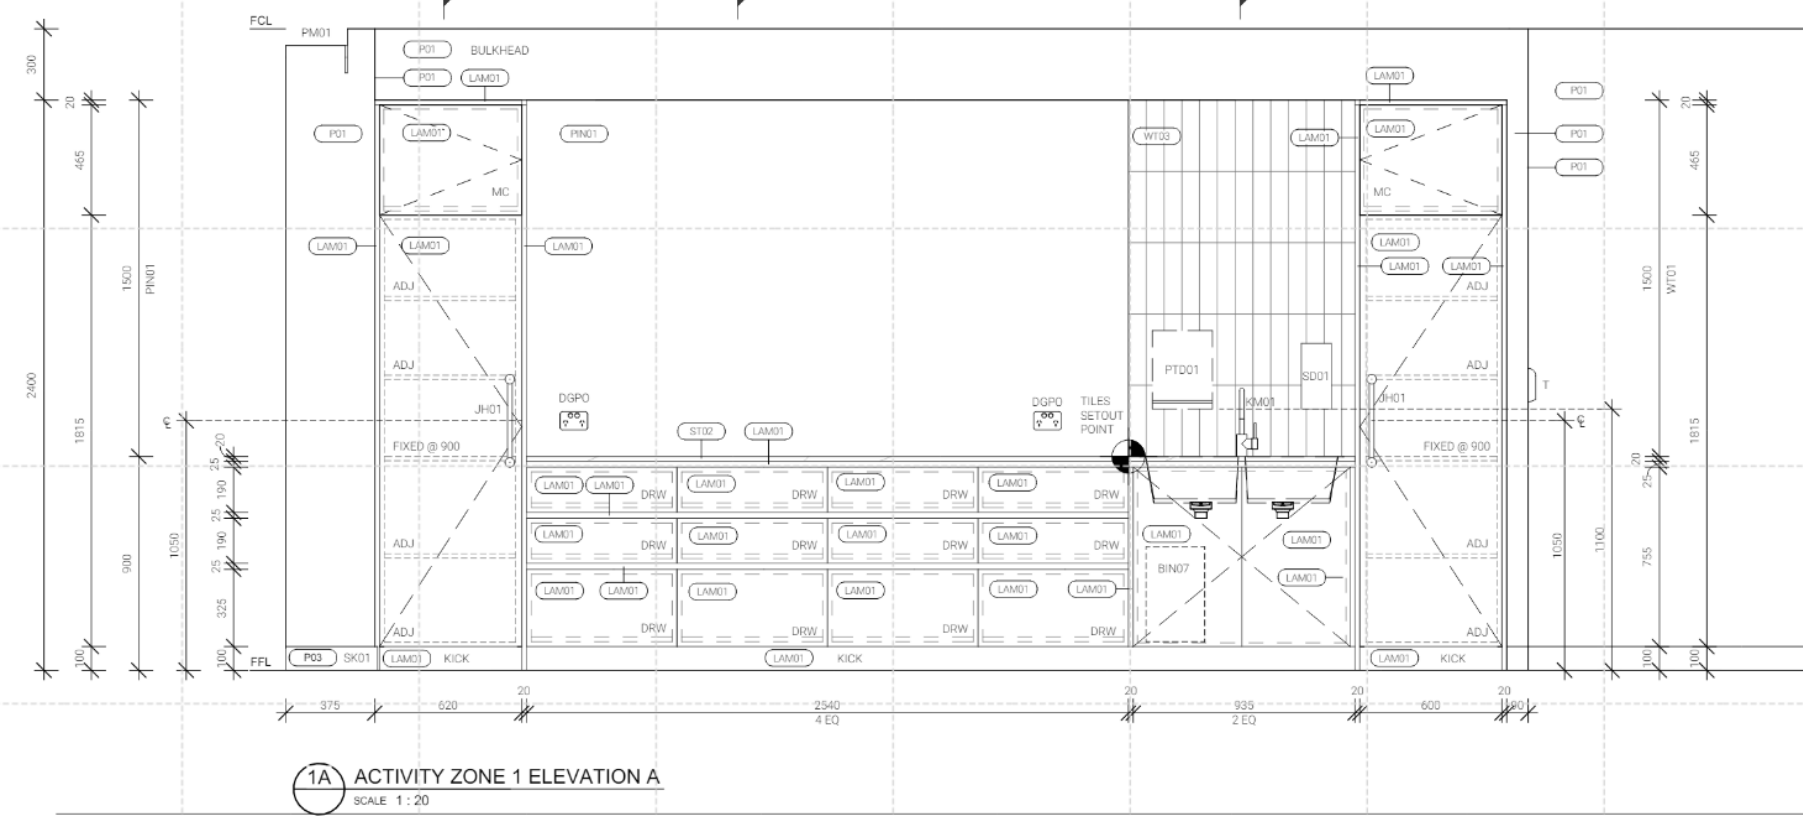 FCL
PM01
P01 BULKHEAD
P01 LAM01
LAM01
P01
300
20
20
P01
LAM01
PIN01
WT03
LAM01
LAM01
P01
P01
465
MC
MC
465
LAM01
LAM01
LAM01
LAM01
LAM01
LAM01
1500
PIN01
ADJ
ADJ
1500
WT01
2400
1815
ADJ
PTD01
SD01
ADJ
T
1815
DGPO
JH01
DGPO
TILES
SETOUT
POINT
KM01
JH01
℄
℄
ST02
LAM01
FIXED @ 900
FIXED @ 900
20
25
190
25
190
25
325
100
LAM01
LAM01
DRW
LAM01
DRW
LAM01
DRW
LAM01
DRW
LAM01
DRW
LAM01
DRW
LAM01
DRW
LAM01
DRW
LAM01
LAM01
DRW
LAM01
DRW
LAM01
DRW
LAM01
LAM01
DRW
LAM01
BIN07
LAM01
LAM01
ADJ
ADJ
ADJ
ADJ
900
1050
1050
1100
20
25
755
100
100
100
FFL
P03
SK01
LAM01
KICK
LAM01
KICK
LAM01
KICK
20
20
20
20
375
620
2540
4 EQ
935
2 EQ
600
90
1A
ACTIVITY ZONE 1 ELEVATION A
SCALE 1 : 20